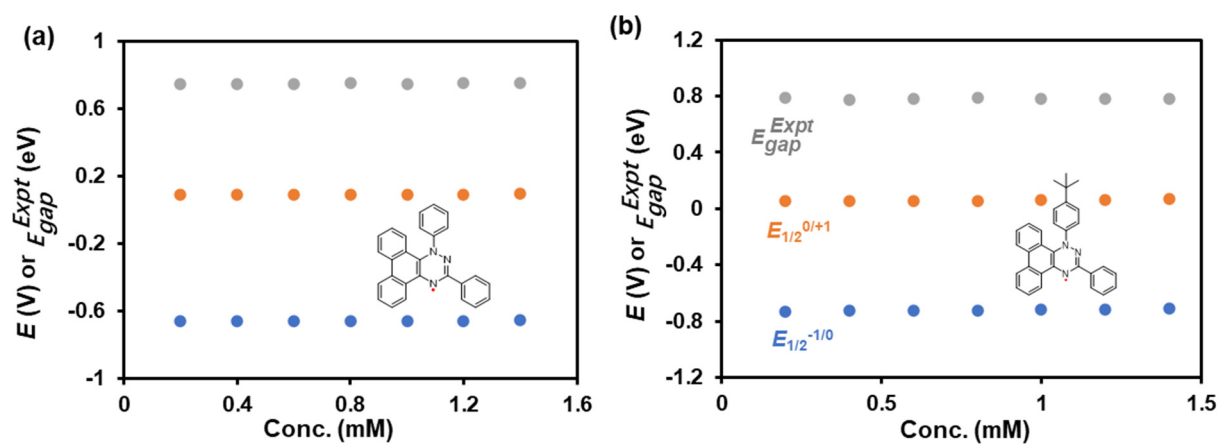 (a)
E (V) or E_gap^Expt (eV)
1
0.6
0.2
-0.2
-0.6
-1
0
0.4
0.8
1.2
1.6
Conc. (mM)
N
N
N
(b)
E (V) or E_gap^Expt (eV)
1.2
0.8
0.4
0
-0.4
-0.8
-1.2
E_gap^Expt
E_1/2^0/+1
E_1/2^-1/0
N
N
N
0
0.5
1
1.5
Conc. (mM)